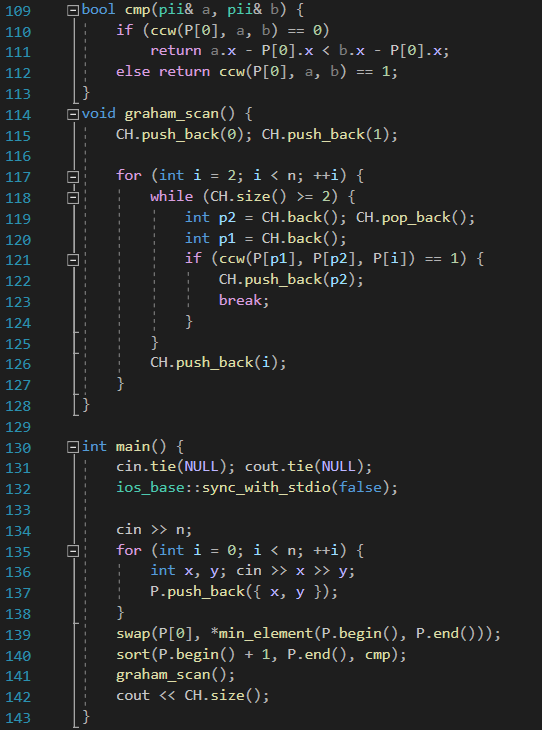 109 bool cmp(pii& a, pii& b) {
110     if (ccw(P[0], a, b) == 0)
111         return a.x - P[0].x < b.x - P[0].x;
112     else return ccw(P[0], a, b) == 1;
113 }
114 void graham_scan() {
115     CH.push_back(0); CH.push_back(1);
116
117     for (int i = 2; i < n; ++i) {
118         while (CH.size() >= 2) {
119             int p2 = CH.back(); CH.pop_back();
120             int p1 = CH.back();
121             if (ccw(P[p1], P[p2], P[i]) == 1) {
122                 CH.push_back(p2);
123                 break;
124             }
125         }
126         CH.push_back(i);
127     }
128 }
129
130 int main() {
131     cin.tie(NULL); cout.tie(NULL);
132     ios_base::sync_with_stdio(false);
133
134     cin >> n;
135     for (int i = 0; i < n; ++i) {
136         int x, y; cin >> x >> y;
137         P.push_back({ x, y });
138     }
139     swap(P[0], *min_element(P.begin(), P.end()));
140     sort(P.begin() + 1, P.end(), cmp);
141     graham_scan();
142     cout << CH.size();
143 }